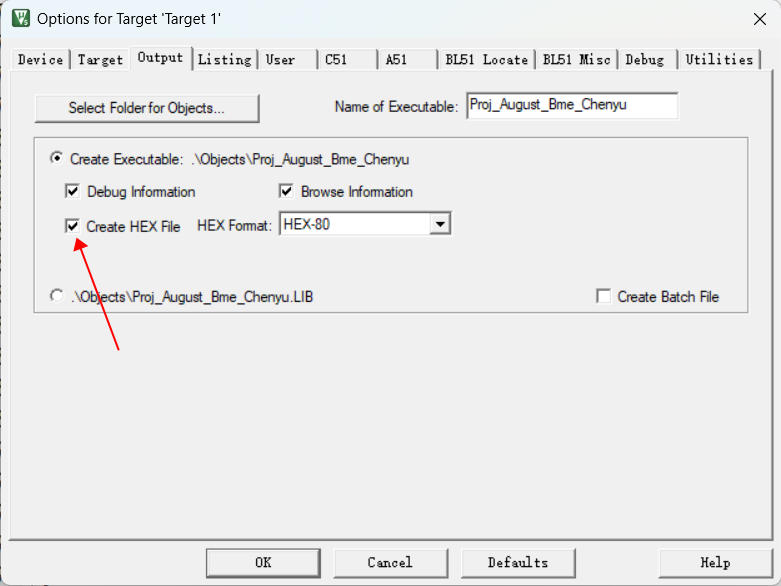 Options for Target 'Target 1'
Device Target Output Listing User C51 A51 BL51 Locate BL51 Misc Debug Utilities
Select Folder for Objects... Name of Executable: Proj_August_Bme_Chenyu
Create Executable: .\Objects\Proj_August_Bme_Chenyu
Debug Information Browse Information
Create HEX File HEX Format: HEX-80
.\Objects\Proj_August_Bme_Chenyu.LIB Create Batch File
OK Cancel Defaults Help